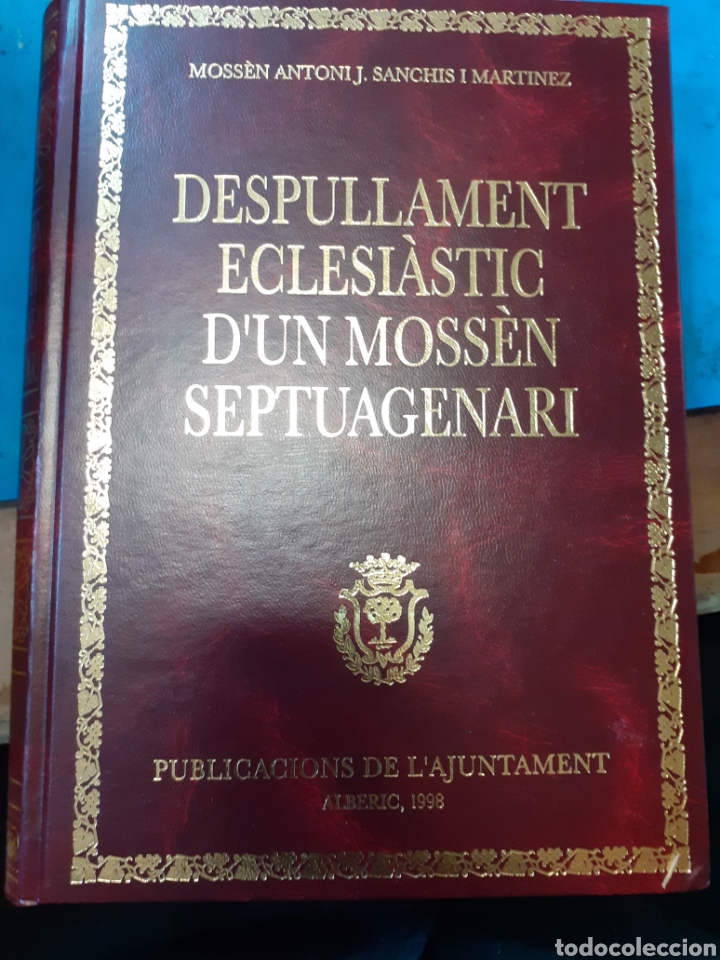 MOSSÈN ANTONI J. SANCHIS I MARTINEZ
DESPULLAMENT
ECLESIÀSTIC
D'UN MOSSÈN
SEPTUAGENARI
PUBLICACIONS DE L'AJUNTAMENT
ALBERIC, 1998
todocoleccion